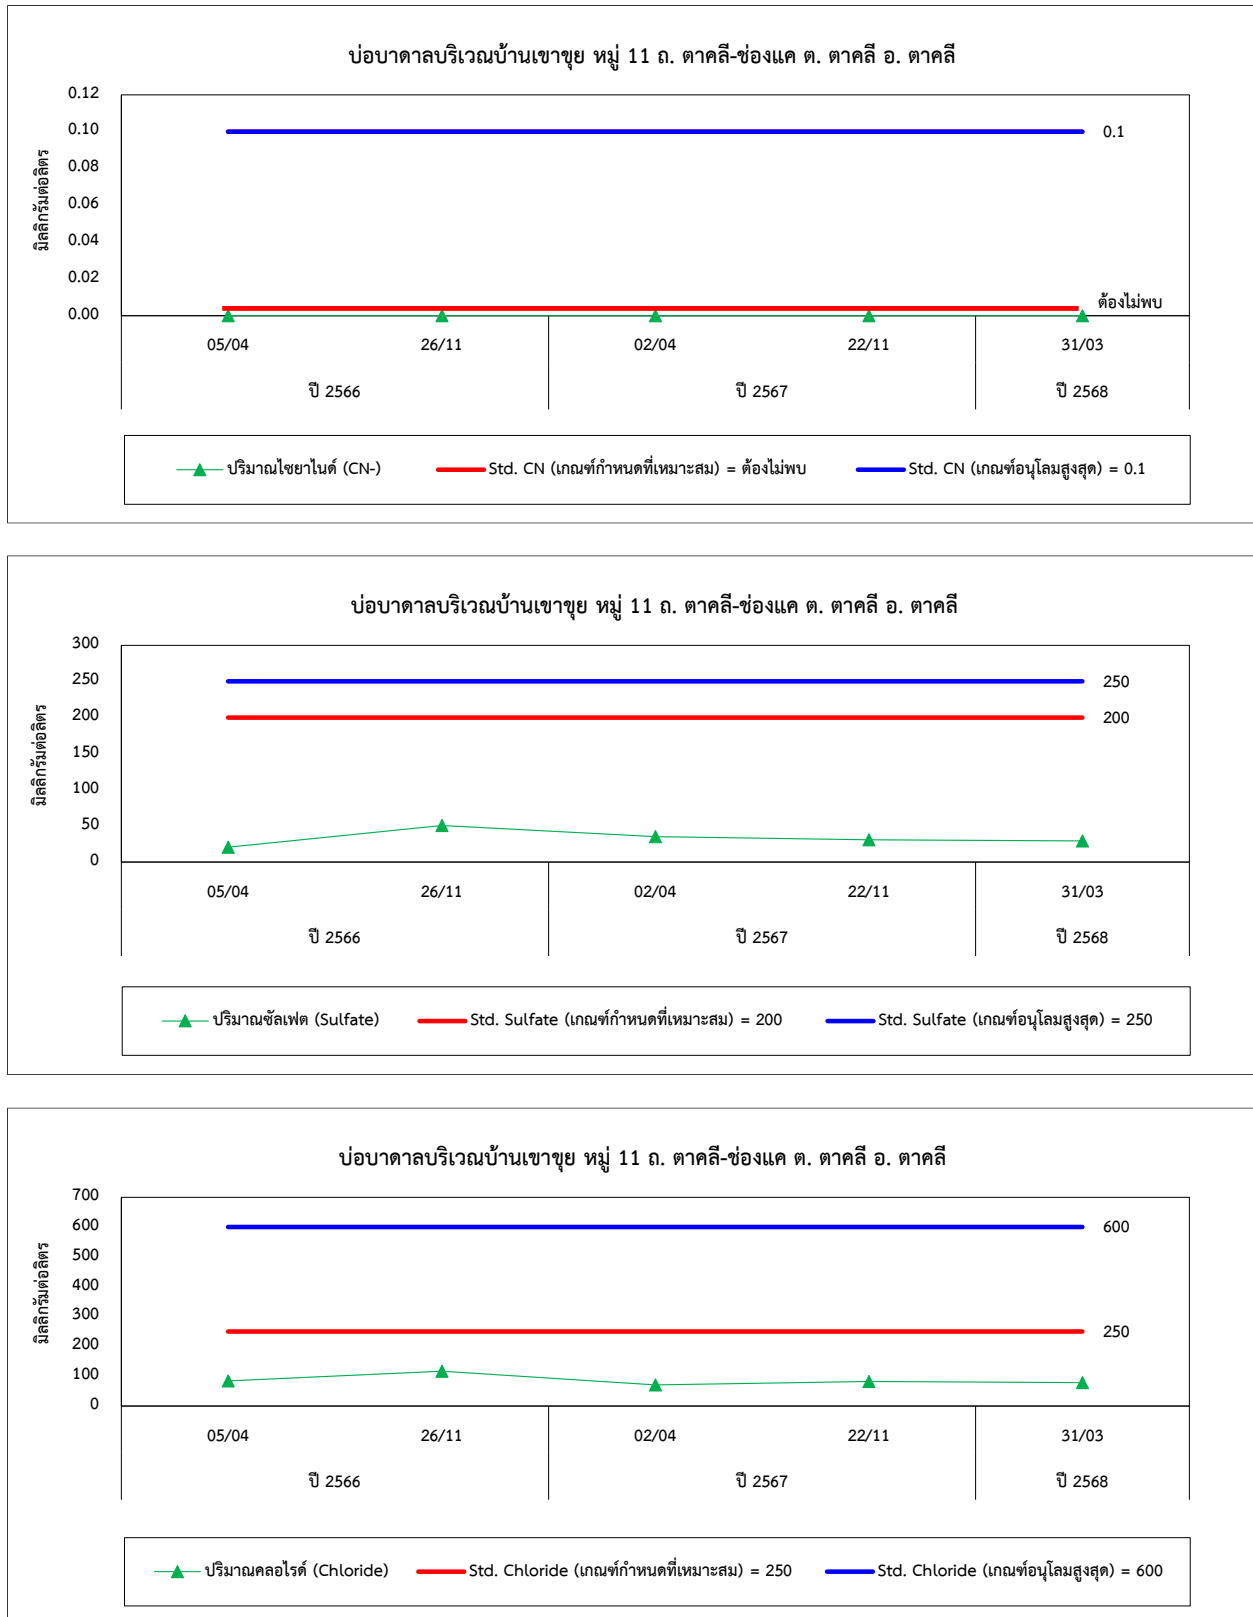 บ่อบาดาลบริเวณบ้านเขาขุย หมู่ 11 ถ. ตาคลี-ช่องแค ต. ตาคลี อ. ตาคลี
มิลลิกรัมต่อลิตร
0.12
0.10
0.08
0.06
0.04
0.02
0.00
0.1
ต้องไม่พบ
05/04 26/11 02/04 22/11 31/03
ปี 2566 ปี 2567 ปี 2568
ปริมาณไซยาไนด์ (CN-) Std. CN (เกณฑ์กำหนดที่เหมาะสม) = ต้องไม่พบ Std. CN (เกณฑ์อนุโลมสูงสุด) = 0.1
บ่อบาดาลบริเวณบ้านเขาขุย หมู่ 11 ถ. ตาคลี-ช่องแค ต. ตาคลี อ. ตาคลี
มิลลิกรัมต่อลิตร
300
250
200
150
100
50
0
250
200
05/04 26/11 02/04 22/11 31/03
ปี 2566 ปี 2567 ปี 2568
ปริมาณซัลเฟต (Sulfate) Std. Sulfate (เกณฑ์กำหนดที่เหมาะสม) = 200 Std. Sulfate (เกณฑ์อนุโลมสูงสุด) = 250
บ่อบาดาลบริเวณบ้านเขาขุย หมู่ 11 ถ. ตาคลี-ช่องแค ต. ตาคลี อ. ตาคลี
มิลลิกรัมต่อลิตร
700
600
500
400
300
200
100
0
600
250
05/04 26/11 02/04 22/11 31/03
ปี 2566 ปี 2567 ปี 2568
ปริมาณคลอไรด์ (Chloride) Std. Chloride (เกณฑ์กำหนดที่เหมาะสม) = 250 Std. Chloride (เกณฑ์อนุโลมสูงสุด) = 600